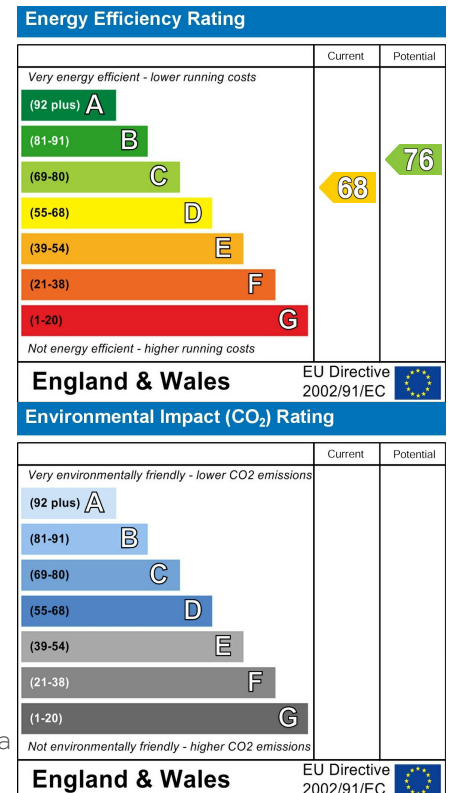 Energy Efficiency Rating
Current Potential
Very energy efficient - lower running costs
(92 plus) A
(81-91) B
(69-80) C
(55-68) D
(39-54) E
(21-38) F
(1-20) G
68
76
Not energy efficient - higher running costs
England & Wales
EU Directive
2002/91/EC
Environmental Impact (CO₂) Rating
Current Potential
Very environmentally friendly - lower CO2 emissions
(92 plus) A
(81-91) B
(69-80) C
(55-68) D
(39-54) E
(21-38) F
(1-20) G
a
Not environmentally friendly - higher CO2 emissions
England & Wales
EU Directive
2002/91/EC